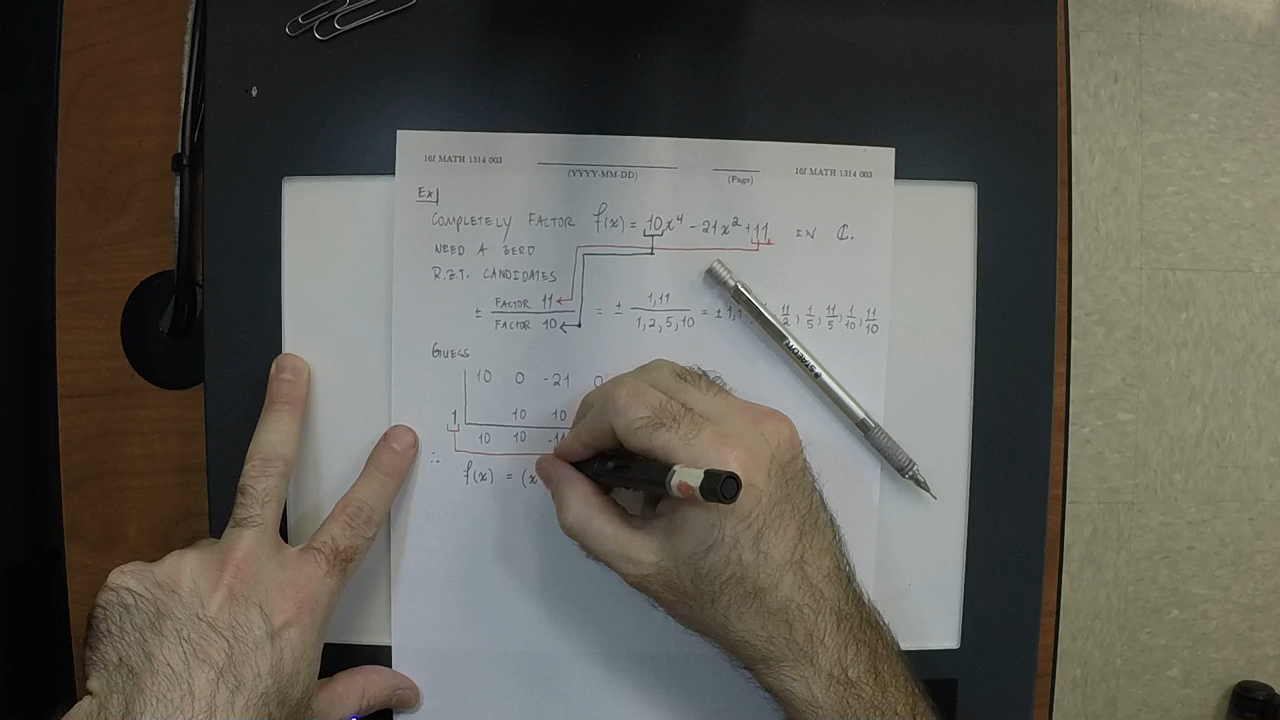 16f MATH 1314 003 (YYYY-MM-DD) (Page) 16f MATH 1314 003
Ex
COMPLETELY FACTOR f(x) = 10x⁴ - 21x² + 11 IN ℂ.
NEED A ZERO
R.Z.T. CANDIDATES
± FACTOR 11 / FACTOR 10 = ± 1,11 / 1,2,5,10 = ± 1, 11/2, 1/5, 11/5, 1/10, 11/10
GUESS
10 0 -21 0
1 10 -10
10 10
∴ f(x) = (x
STAEDTL